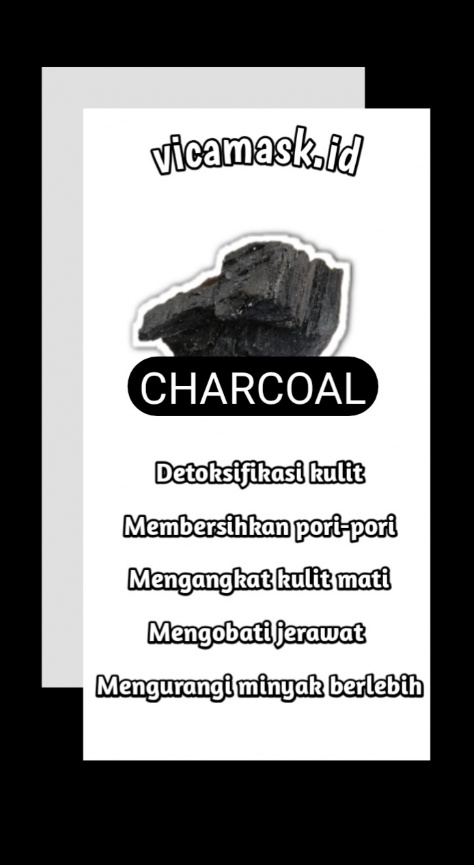 vicamask.id
CHARCOAL
Detoksifikasi kulit
Membersihkan pori-pori
Mengangkat kulit mati
Mengobati jerawat
Mengurangi minyak berlebih